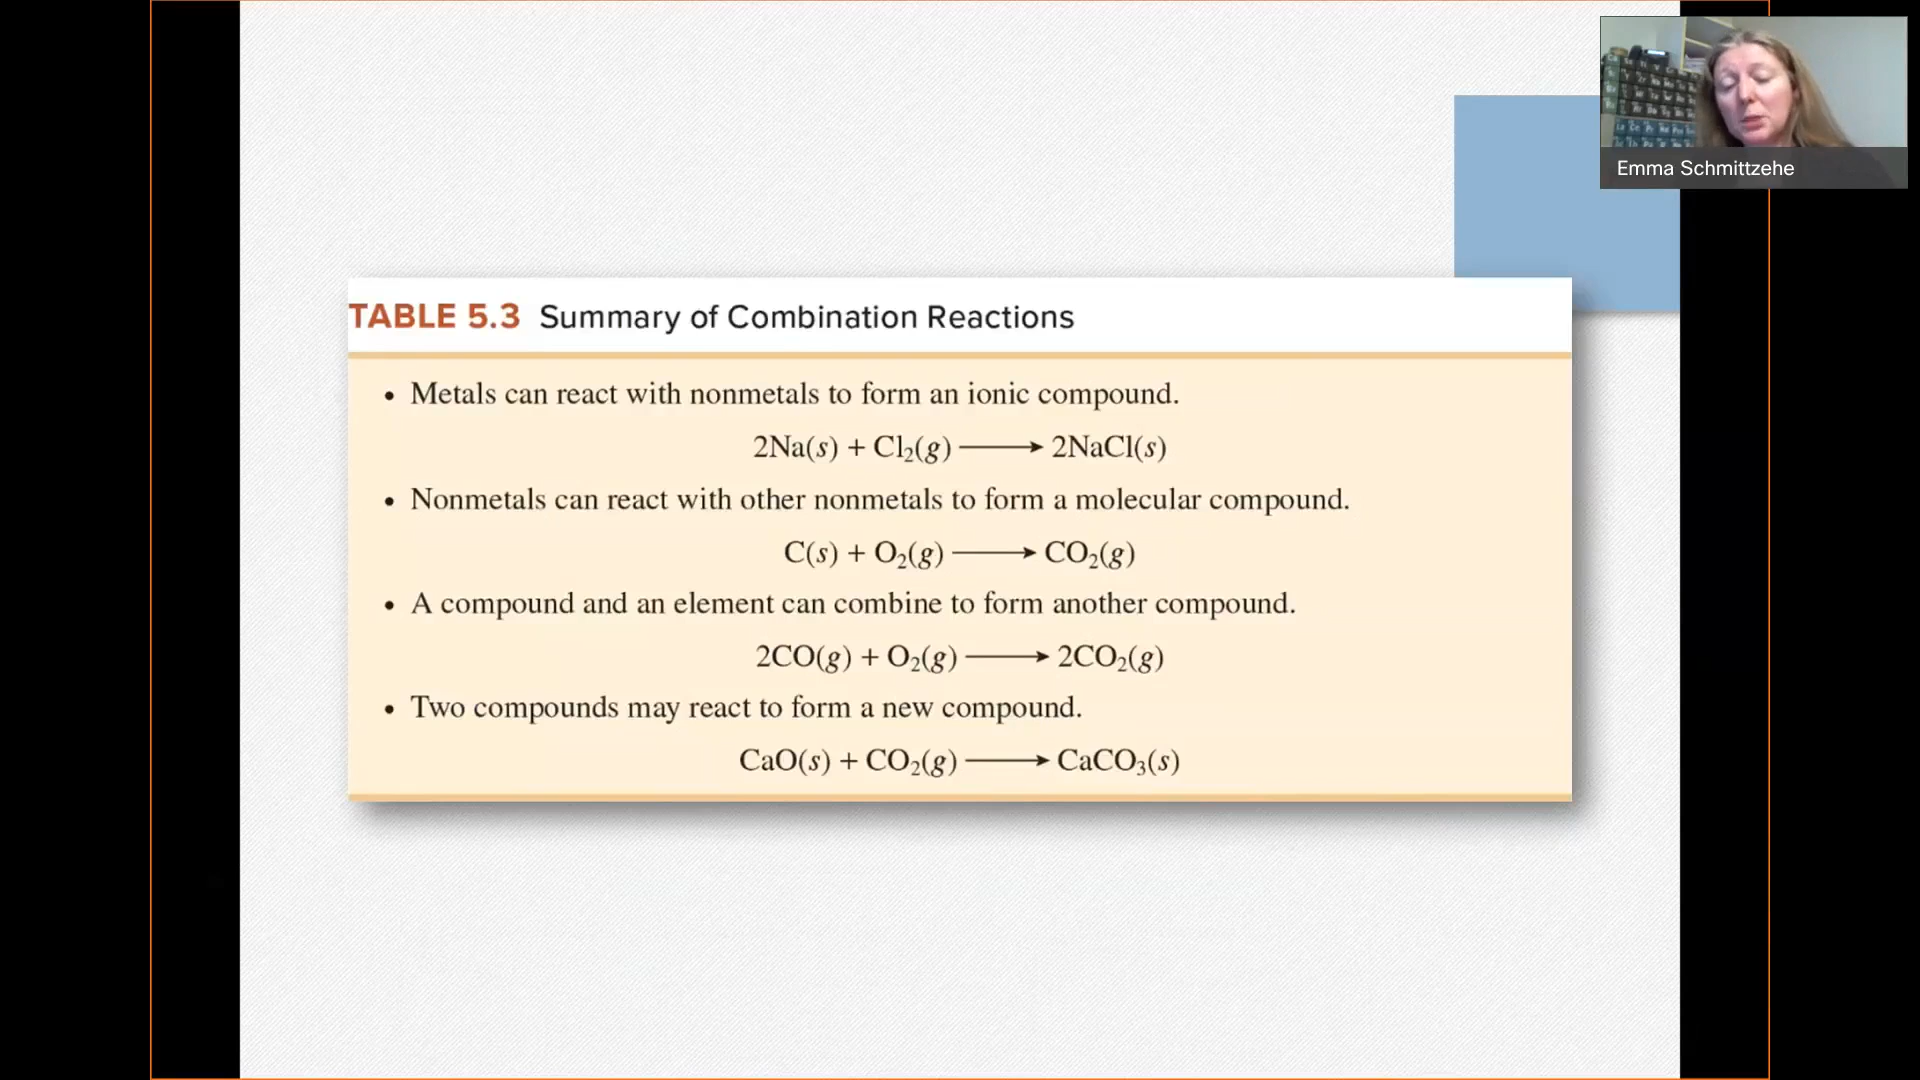 Emma Schmittzehe
TABLE 5.3 Summary of Combination Reactions
• Metals can react with nonmetals to form an ionic compound.
2Na(s) + Cl₂(g) ⟶ 2NaCl(s)
• Nonmetals can react with other nonmetals to form a molecular compound.
C(s) + O₂(g) ⟶ CO₂(g)
• A compound and an element can combine to form another compound.
2CO(g) + O₂(g) ⟶ 2CO₂(g)
• Two compounds may react to form a new compound.
CaO(s) + CO₂(g) ⟶ CaCO₃(s)